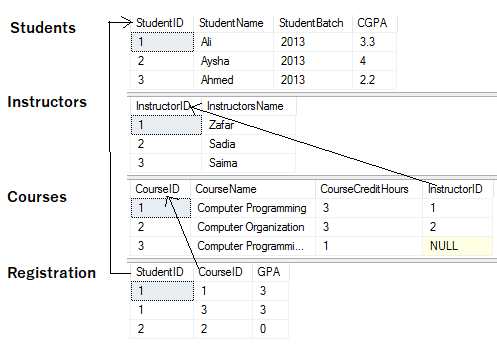 Students
StudentID StudentName StudentBatch CGPA
1 Ali 2013 3.3
2 Aysha 2013 4
3 Ahmed 2013 2.2
Instructors
InstructorID InstructorsName
1 Zafar
2 Sadia
3 Saima
Courses
CourseID CourseName CourseCreditHours InstructorID
1 Computer Programming 3 1
2 Computer Organization 3 2
3 Computer Programmi... 1 NULL
Registration
StudentID CourseID GPA
1 1 3
1 3 3
2 2 0